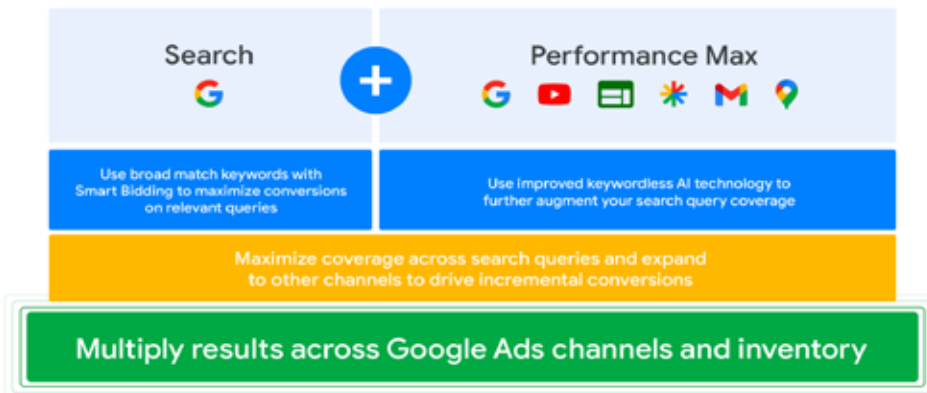 Search
Performance Max
Use broad match keywords with
Smart Bidding to maximize conversions
on relevant queries
Use improved keywordless AI technology to
further augment your search query coverage
Maximize coverage across search queries and expand
to other channels to drive incremental conversions
Multiply results across Google Ads channels and inventory